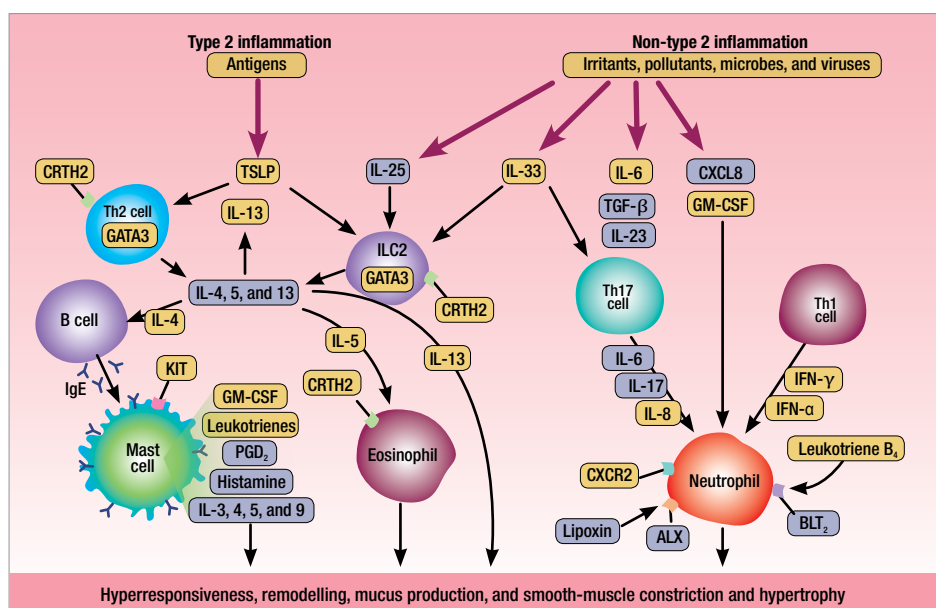 Type 2 inflammation
Antigens
Non-type 2 inflammation
Irritants, pollutants, microbes, and viruses
CRTH2
TSLP
IL-25
IL-33
IL-6
CXCL8
Th2 cell
GATA3
IL-13
TGF-β
GM-CSF
IL-23
ILC2
GATA3
IL-4, 5, and 13
CRTH2
Th17
cell
Th1
cell
B cell
IL-4
IL-5
IL-13
IL-6
IL-17
IL-8
IFN-γ
IFN-α
IgE
KIT
CRTH2
GM-CSF
Leukotrienes
PGD₂
Histamine
IL-3, 4, 5, and 9
Mast
cell
Eosinophil
CXCR2
Neutrophil
Leukotriene B₄
Lipoxin
ALX
BLT₂
Hyperresponsiveness, remodelling, mucus production, and smooth-muscle constriction and hypertrophy